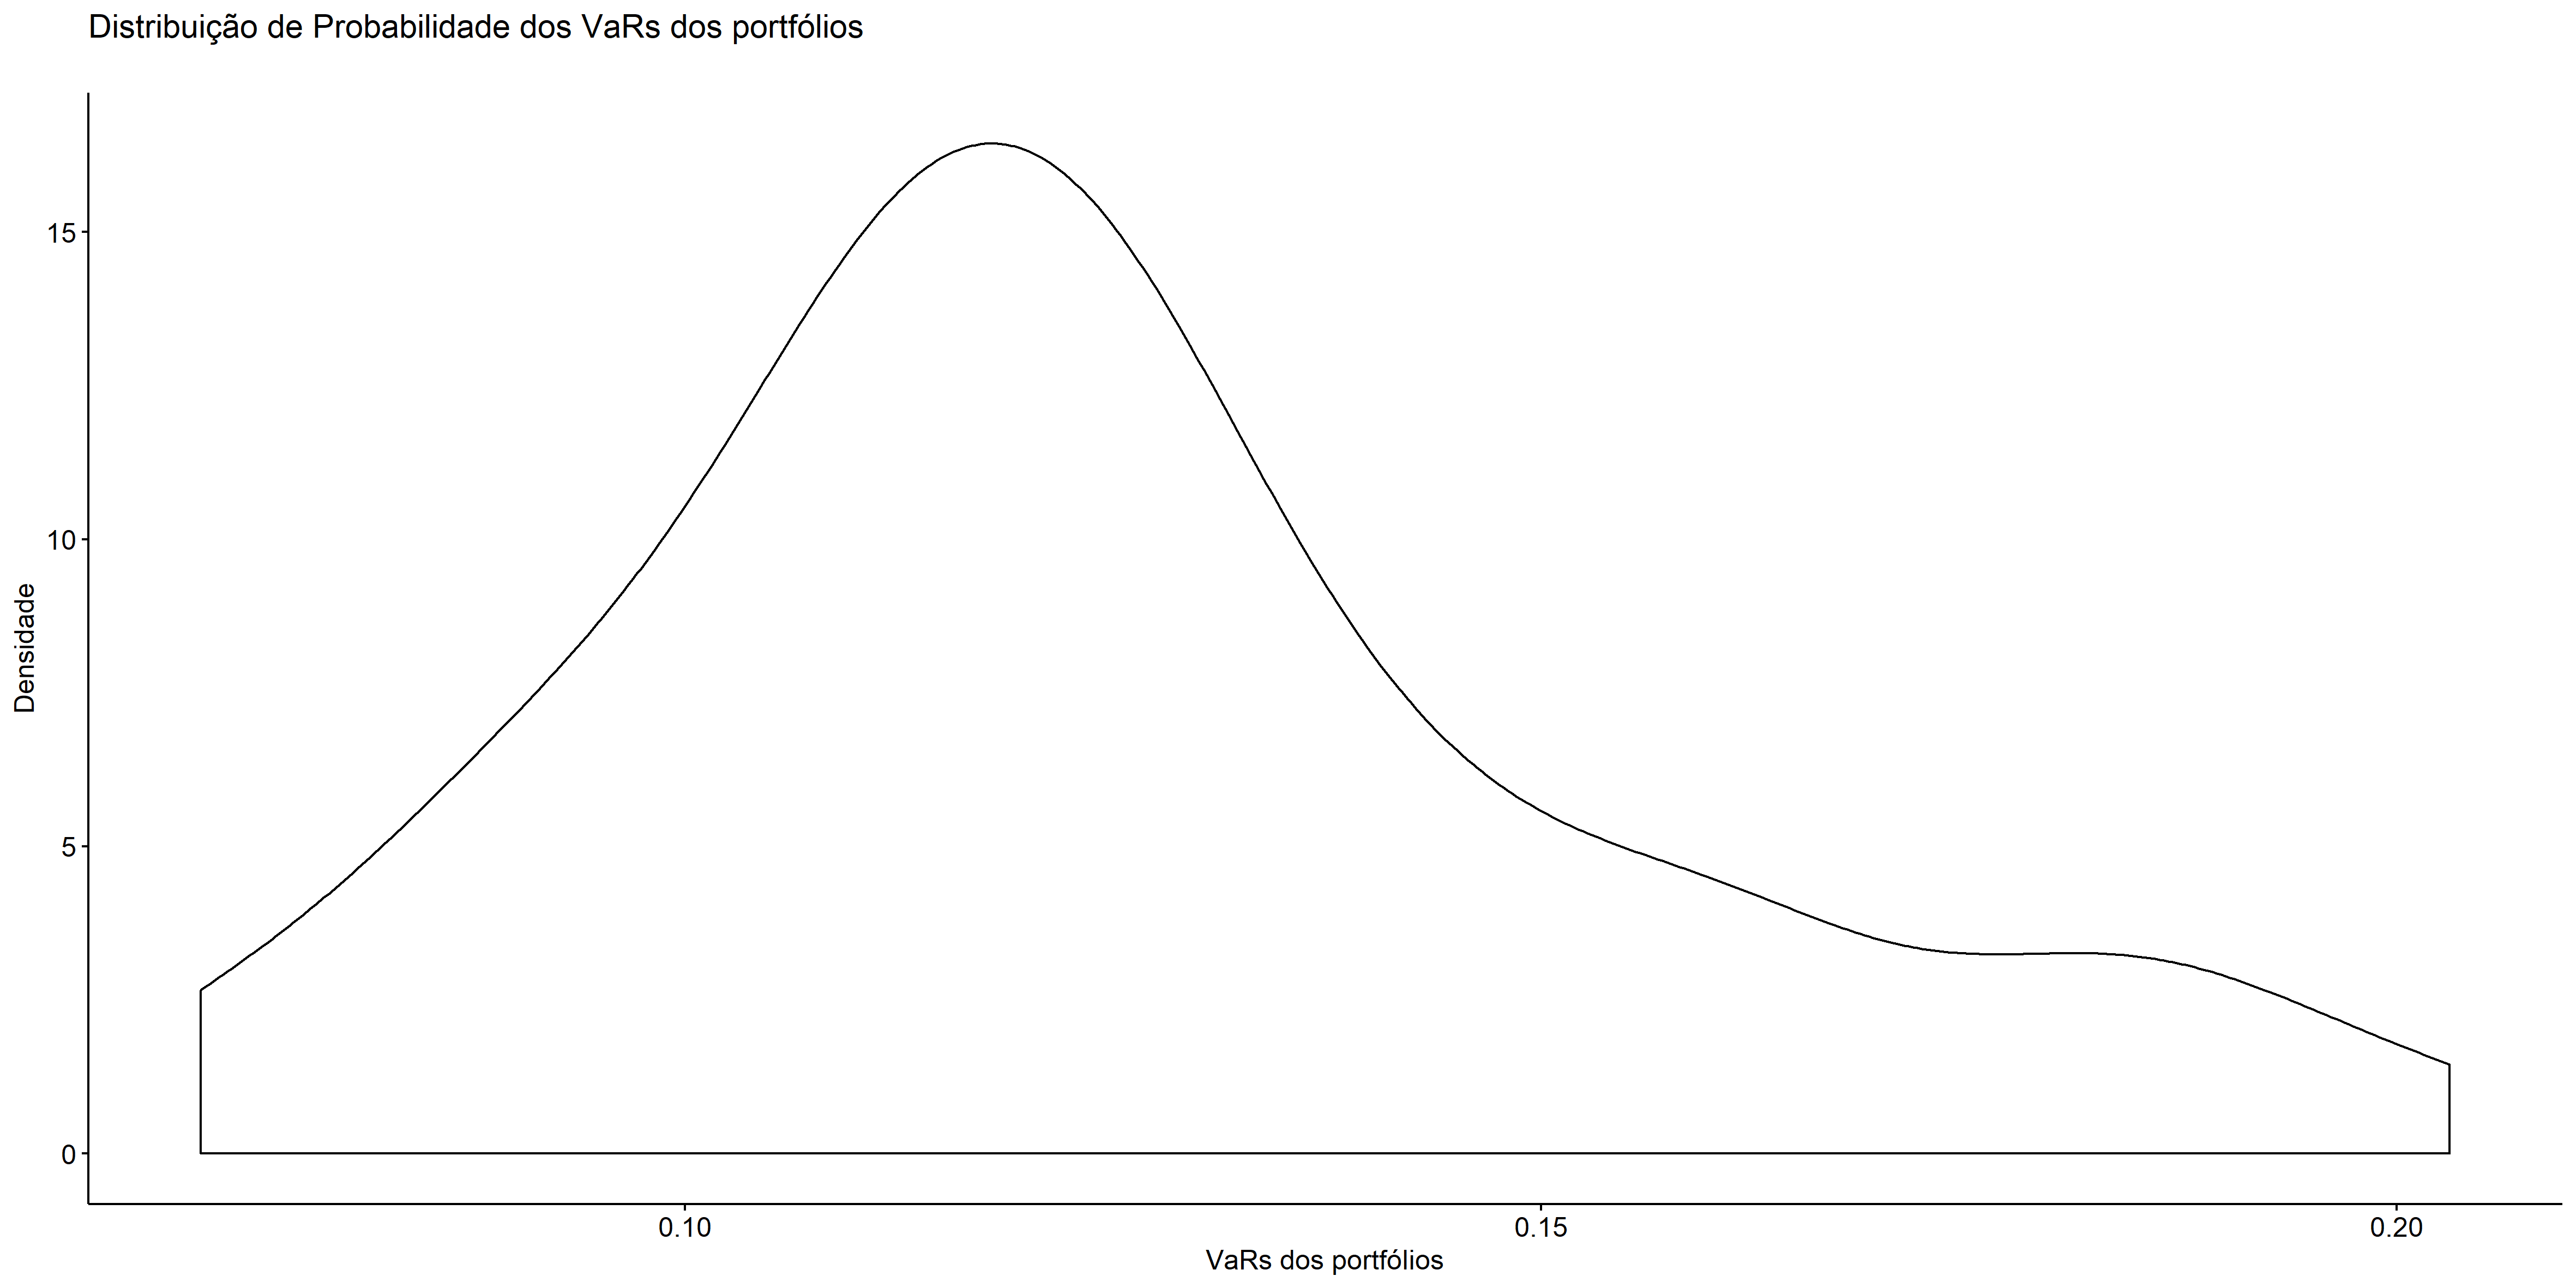 Distribuição de Probabilidade dos VaRs dos portfólios
15
10
5
0
Densidade
0.10
0.15
0.20
VaRs dos portfólios